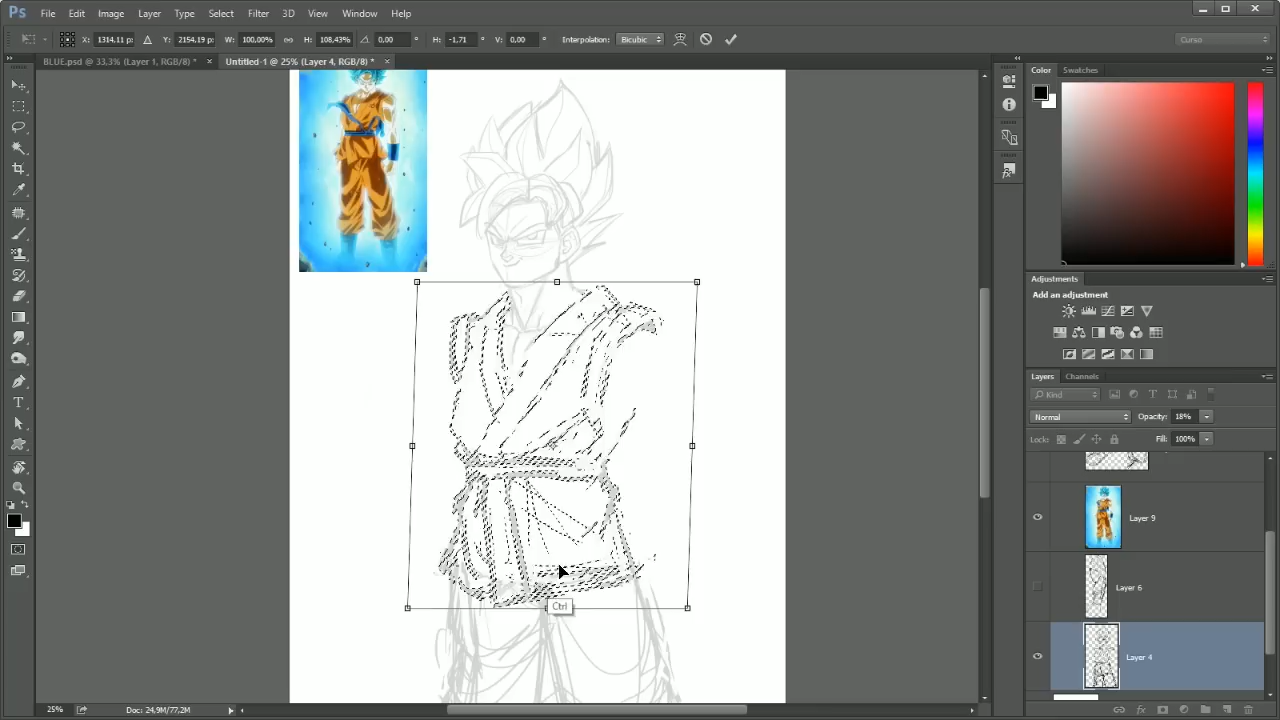 Ps File Edit Image Layer Type Select Filter 3D View Window Help
X: 1314,11 p Y: 2154,19 p W: 100,00% H: 108,43% 0,00 ° H: -1,71 ° V: 0,00 ° Interpolation: Bicubic Curso
BLUE.psd @ 33,3% (Layer 1, RGB/8) * × Untitled-1 @ 25% (Layer 4, RGB/8) * ×
Color Swatches
Adjustments
Add an adjustment
Layers Channels
Kind
Normal Opacity: 18%
Lock: Fill: 100%
Layer 9
Layer 6
Layer 4
Ctrl
25% Doc: 24,9M/77,2M